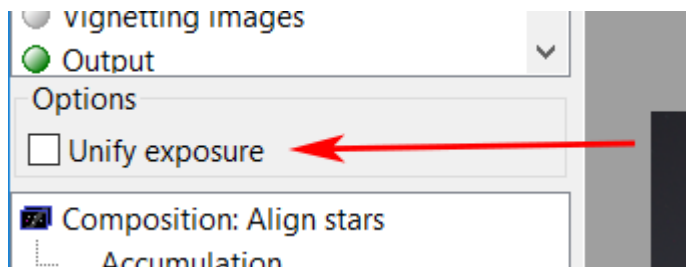 Vignetting Images
Output
Options
Unify exposure
Composition: Align stars
Accumulation